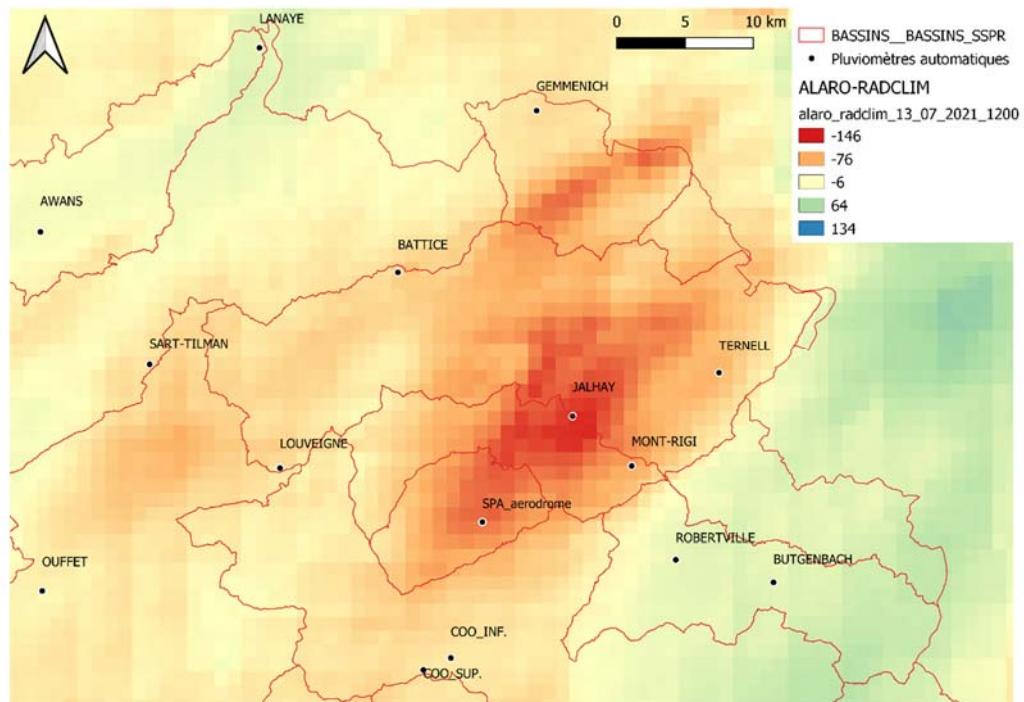 LANAYE
0 5 10 km
BASSINS__BASSINS_SSPR
Pluviomètres automatiques
ALARO-RADCLIM
alaro_radclim_13_07_2021_1200
-146
-76
-6
64
134
GEMMENICH
AWANS
BATTICE
SART-TILMAN
TERNELL
JALHAY
LOUVEIGNE
MONT-RIGI
SPA_aerodrome
ROBERTVILLE
OUFFET
BUTGENBACH
COO_INF.
COO_SUP.